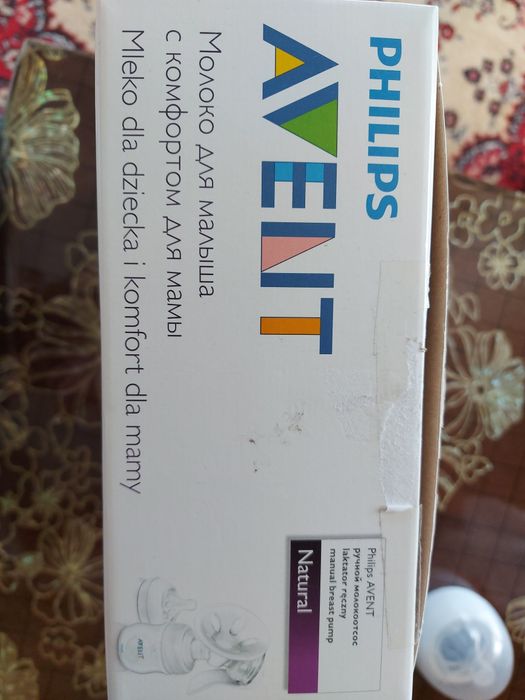 PHILIPS
AVENT
Молоко для малыша
с комфортом для мамы
Mleko dla dziecka i komfort dla mamy
Philips AVENT
ручной молокоотсос
laktator ręczny
manual breast pump
Natural
AVENT